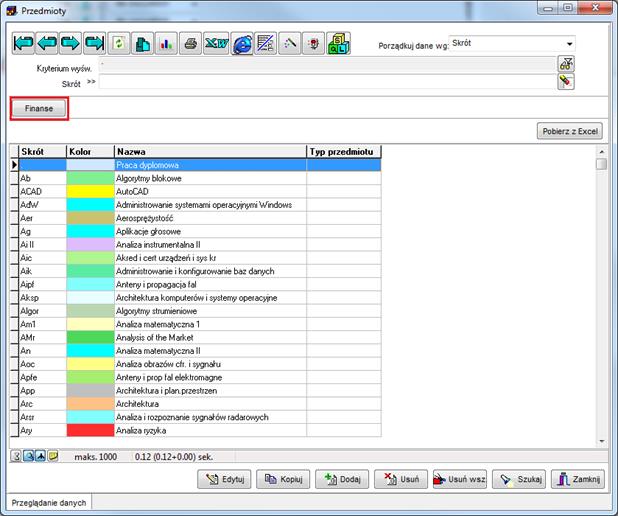 Przedmioty
XW
SQL
Porządkuj dane wg: Skrót
Kryterium wyśw. -
Skrót >>
Finanse
Pobierz z Excel
Skrót Kolor Nazwa Typ przedmiotu
Praca dyplomowa
Ab Algorytmy blokowe
ACAD AutoCAD
AdW Administrowanie systemami operacyjnymi Windows
Aer Aerosprężystość
Ag Aplikacje głosowe
Ai II Analiza instrumentalna II
Aic Akred i cert urządzeń i sys kr
Aik Administrowanie i konfigurowanie baz danych
Aipf Anteny i propagacja fal
Aksp Architektura komputerów i systemy operacyjne
Algor Algorytmy strumieniowe
Am1 Analiza matematyczna 1
AMr Analysis of the Market
An Analiza matematyczna II
Aoc Analiza obrazów cfr. i sygnału
Apfe Anteny i prop fal elektromagne
App Architektura i plan.przestrzen
Arc Architektura
Arsr Analiza i rozpoznanie sygnałów radarowych
Ary Analiza ryzyka
maks. 1000 0.12 (0.12+0.00) sek.
Edytuj Kopiuj Dodaj Usuń Usuń wsz. Szukaj Zamknij
Przeglądanie danych